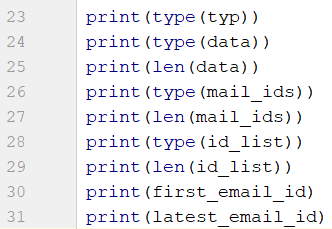 23 print(type(typ))
24 print(type(data))
25 print(len(data))
26 print(type(mail_ids))
27 print(len(mail_ids))
28 print(type(id_list))
29 print(len(id_list))
30 print(first_email_id)
31 print(latest_email_id)